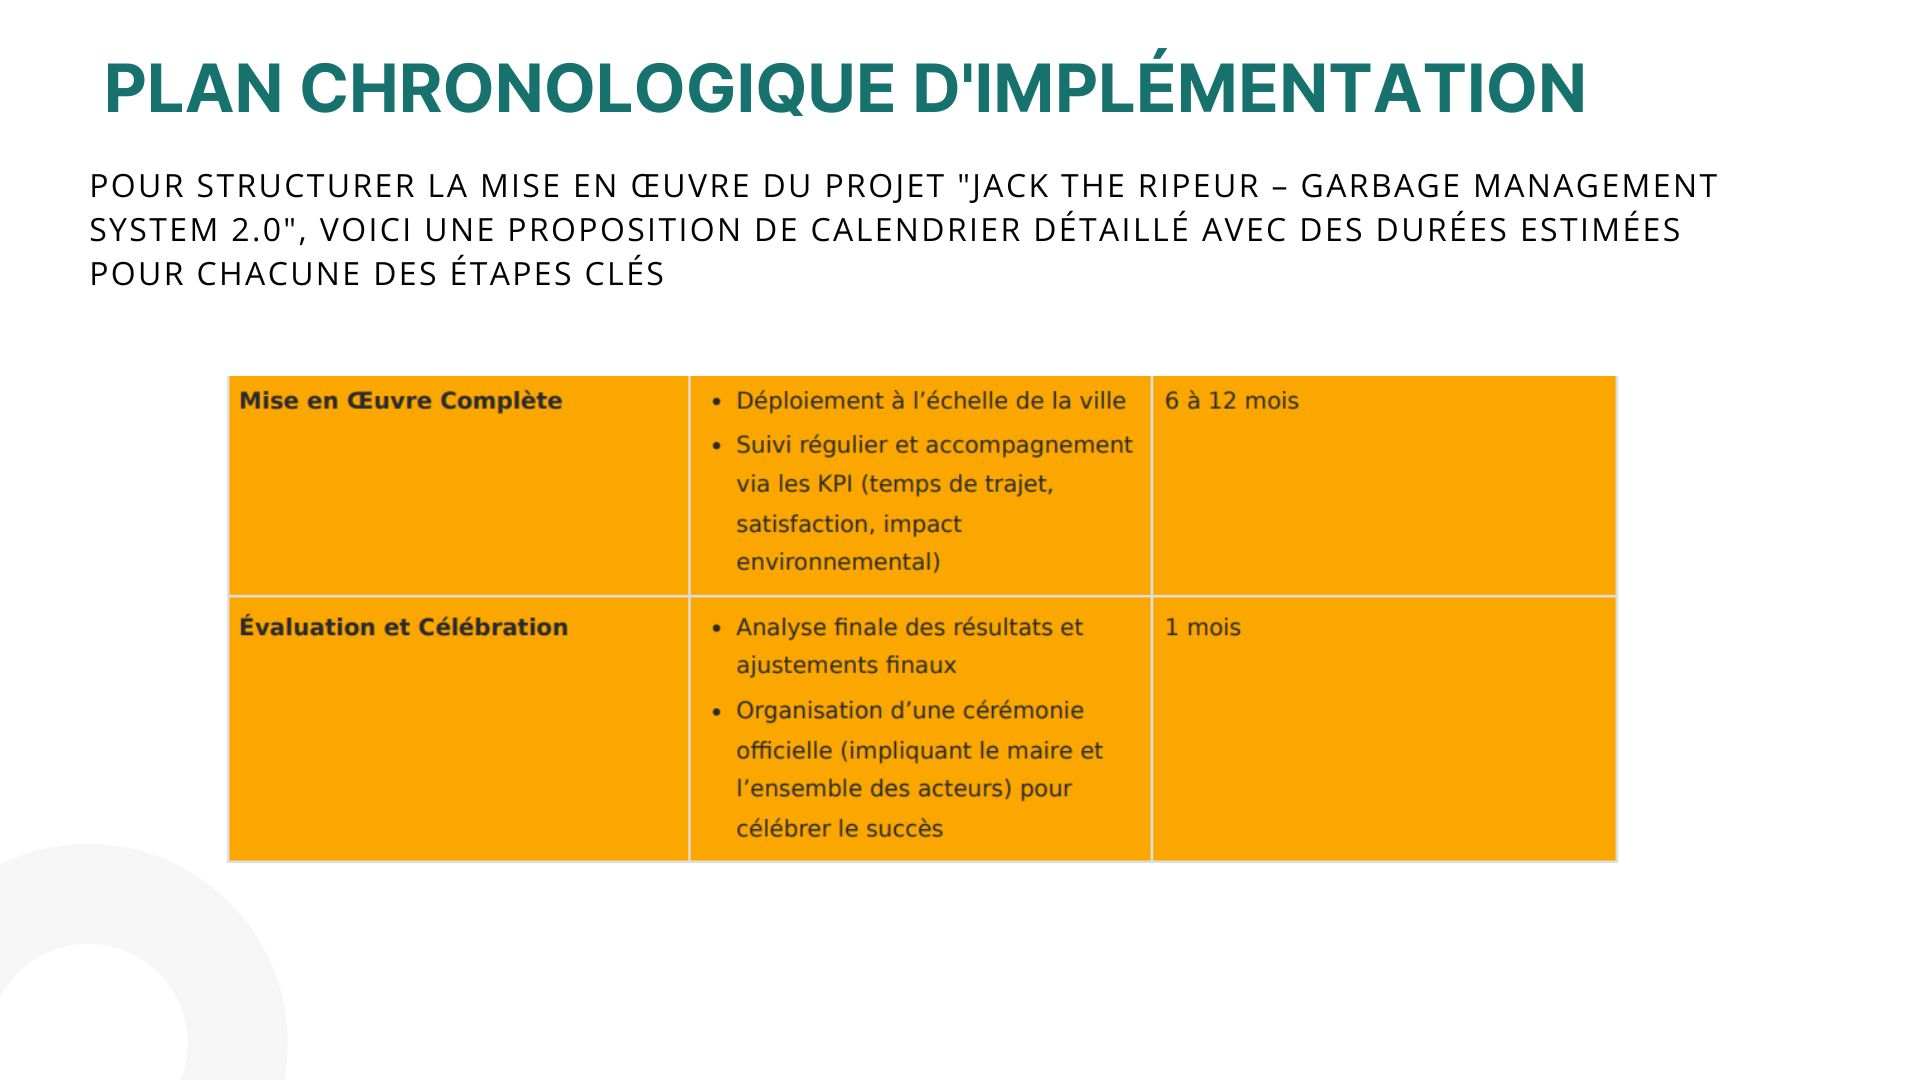 PLAN CHRONOLOGIQUE D'IMPLÉMENTATION
POUR STRUCTURER LA MISE EN ŒUVRE DU PROJET "JACK THE RIPEUR – GARBAGE MANAGEMENT
SYSTEM 2.0", VOICI UNE PROPOSITION DE CALENDRIER DÉTAILLÉ AVEC DES DURÉES ESTIMÉES
POUR CHACUNE DES ÉTAPES CLÉS
Mise en Œuvre Complète
• Déploiement à l’échelle de la ville
• Suivi régulier et accompagnement
via les KPI (temps de trajet,
satisfaction, impact
environnemental)
6 à 12 mois
Évaluation et Célébration
• Analyse finale des résultats et
ajustements finaux
• Organisation d’une cérémonie
officielle (impliquant le maire et
l’ensemble des acteurs) pour
célébrer le succès
1 mois